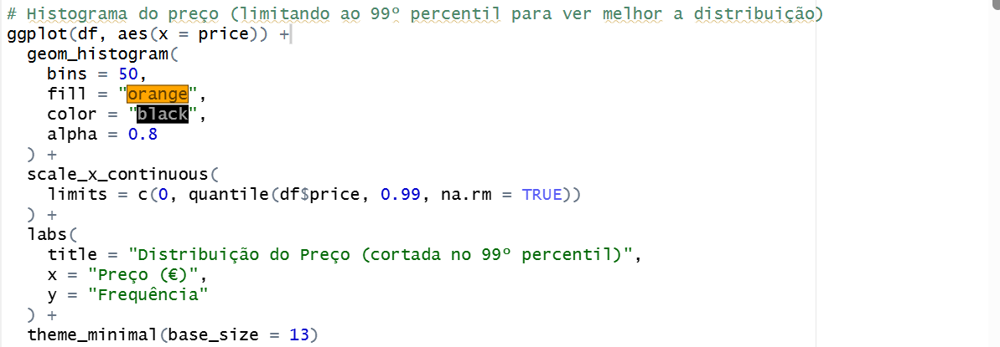 # Histograma do preço (limitando ao 99º percentil para ver melhor a distribuição)
ggplot(df, aes(x = price)) +
  geom_histogram(
    bins = 50,
    fill = "orange",
    color = "black",
    alpha = 0.8
  ) +
  scale_x_continuous(
    limits = c(0, quantile(df$price, 0.99, na.rm = TRUE))
  ) +
  labs(
    title = "Distribuição do Preço (cortada no 99º percentil)",
    x = "Preço (€)",
    y = "Frequência"
  ) +
  theme_minimal(base_size = 13)